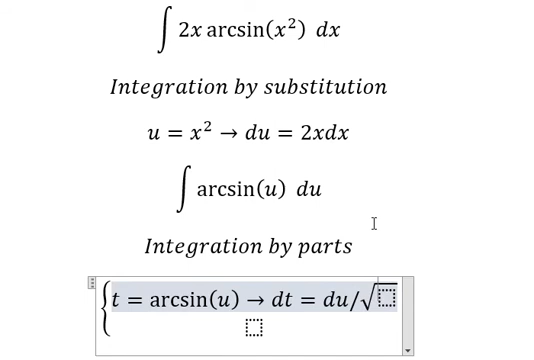 ∫ 2x arcsin(x²) dx
Integration by substitution
u = x² → du = 2xdx
∫ arcsin(u) du
Integration by parts
{t = arcsin(u) → dt = du/√